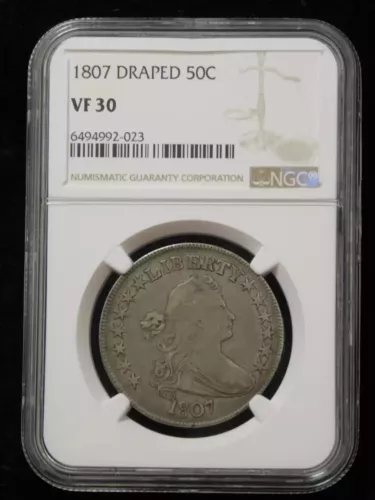 1807 DRAPED 50C
VF 30
6494992-023
NUMISMATIC GUARANTY CORPORATION
NGC
LIBERTY
1807